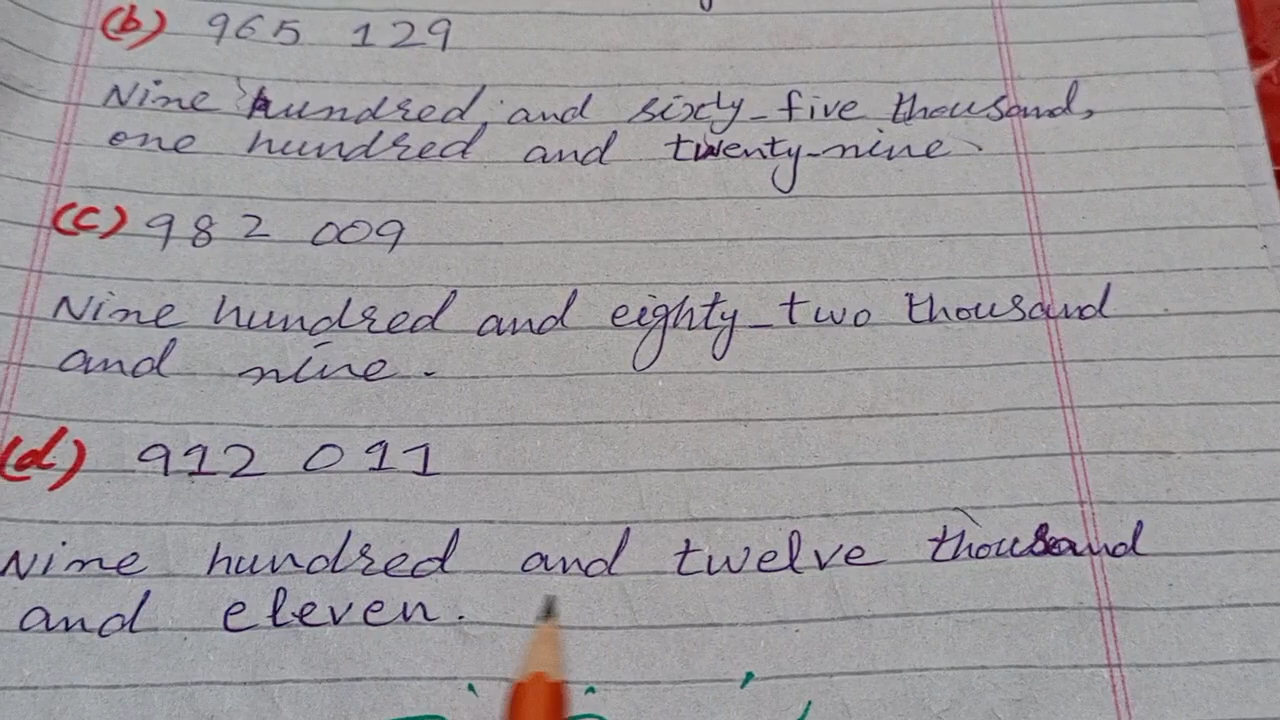 (b) 965 129
Nine hundred and sixty-five thousand,
one hundred and twenty-nine.
(c) 982 009
Nine hundred and eighty-two thousand
and nine.
(d) 912 011
Nine hundred and twelve thousand
and eleven.